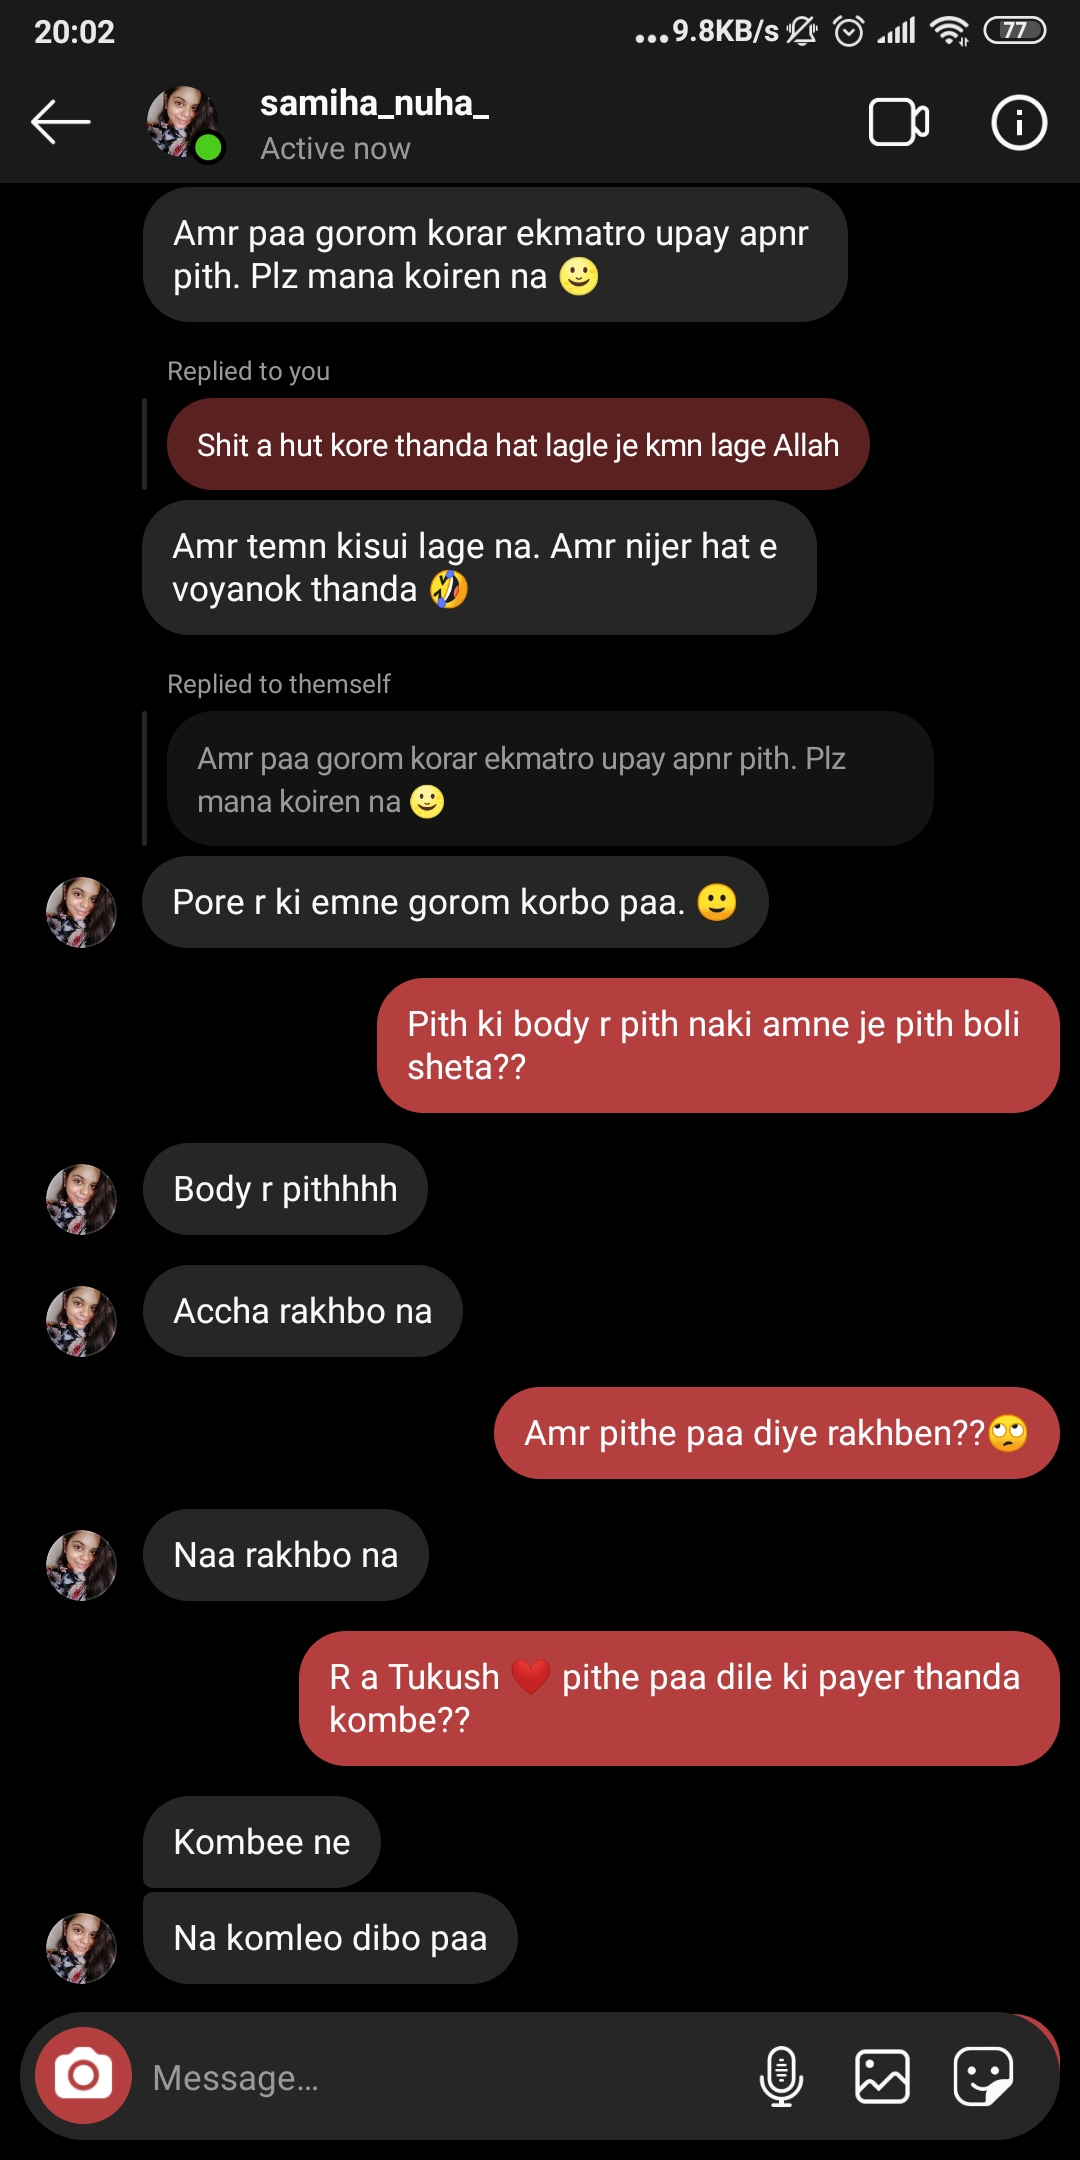 20:02
...9.8KB/s
77
samiha_nuha_
Active now
Amr paa gorom korar ekmatro upay apnr
pith. Plz mana koiren na 🙂
Replied to you
Shit a hut kore thanda hat lagle je kmn lage Allah
Amr temn kisui lage na. Amr nijer hat e
voyanok thanda 🤣
Replied to themself
Amr paa gorom korar ekmatro upay apnr pith. Plz
mana koiren na 🙂
Pore r ki emne gorom korbo paa. 🙂
Pith ki body r pith naki amne je pith boli
sheta??
Body r pithhhh
Accha rakhbo na
Amr pithe paa diye rakhben??🙄
Naa rakhbo na
R a Tukush ❤️ pithe paa dile ki payer thanda
kombe??
Kombee ne
Na komleo dibo paa
Message...